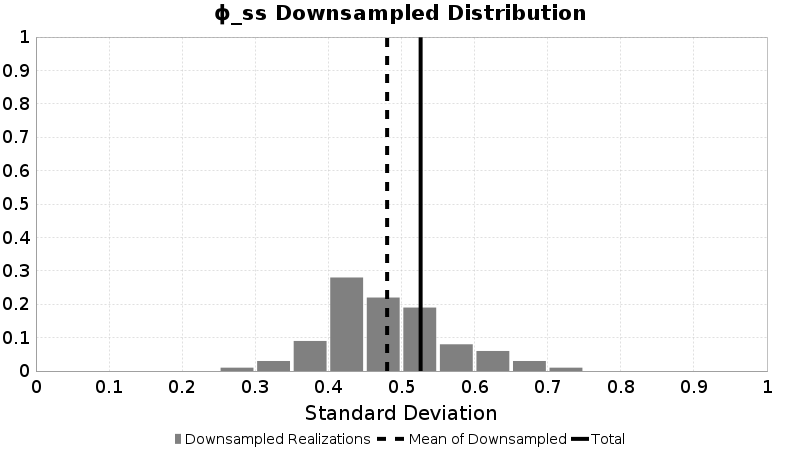 ϕ_ss Downsampled Distribution
1
0.9
0.8
0.7
0.6
0.5
0.4
0.3
0.2
0.1
0
0 0.1 0.2 0.3 0.4 0.5 0.6 0.7 0.8 0.9 1
Standard Deviation
Downsampled Realizations Mean of Downsampled Total